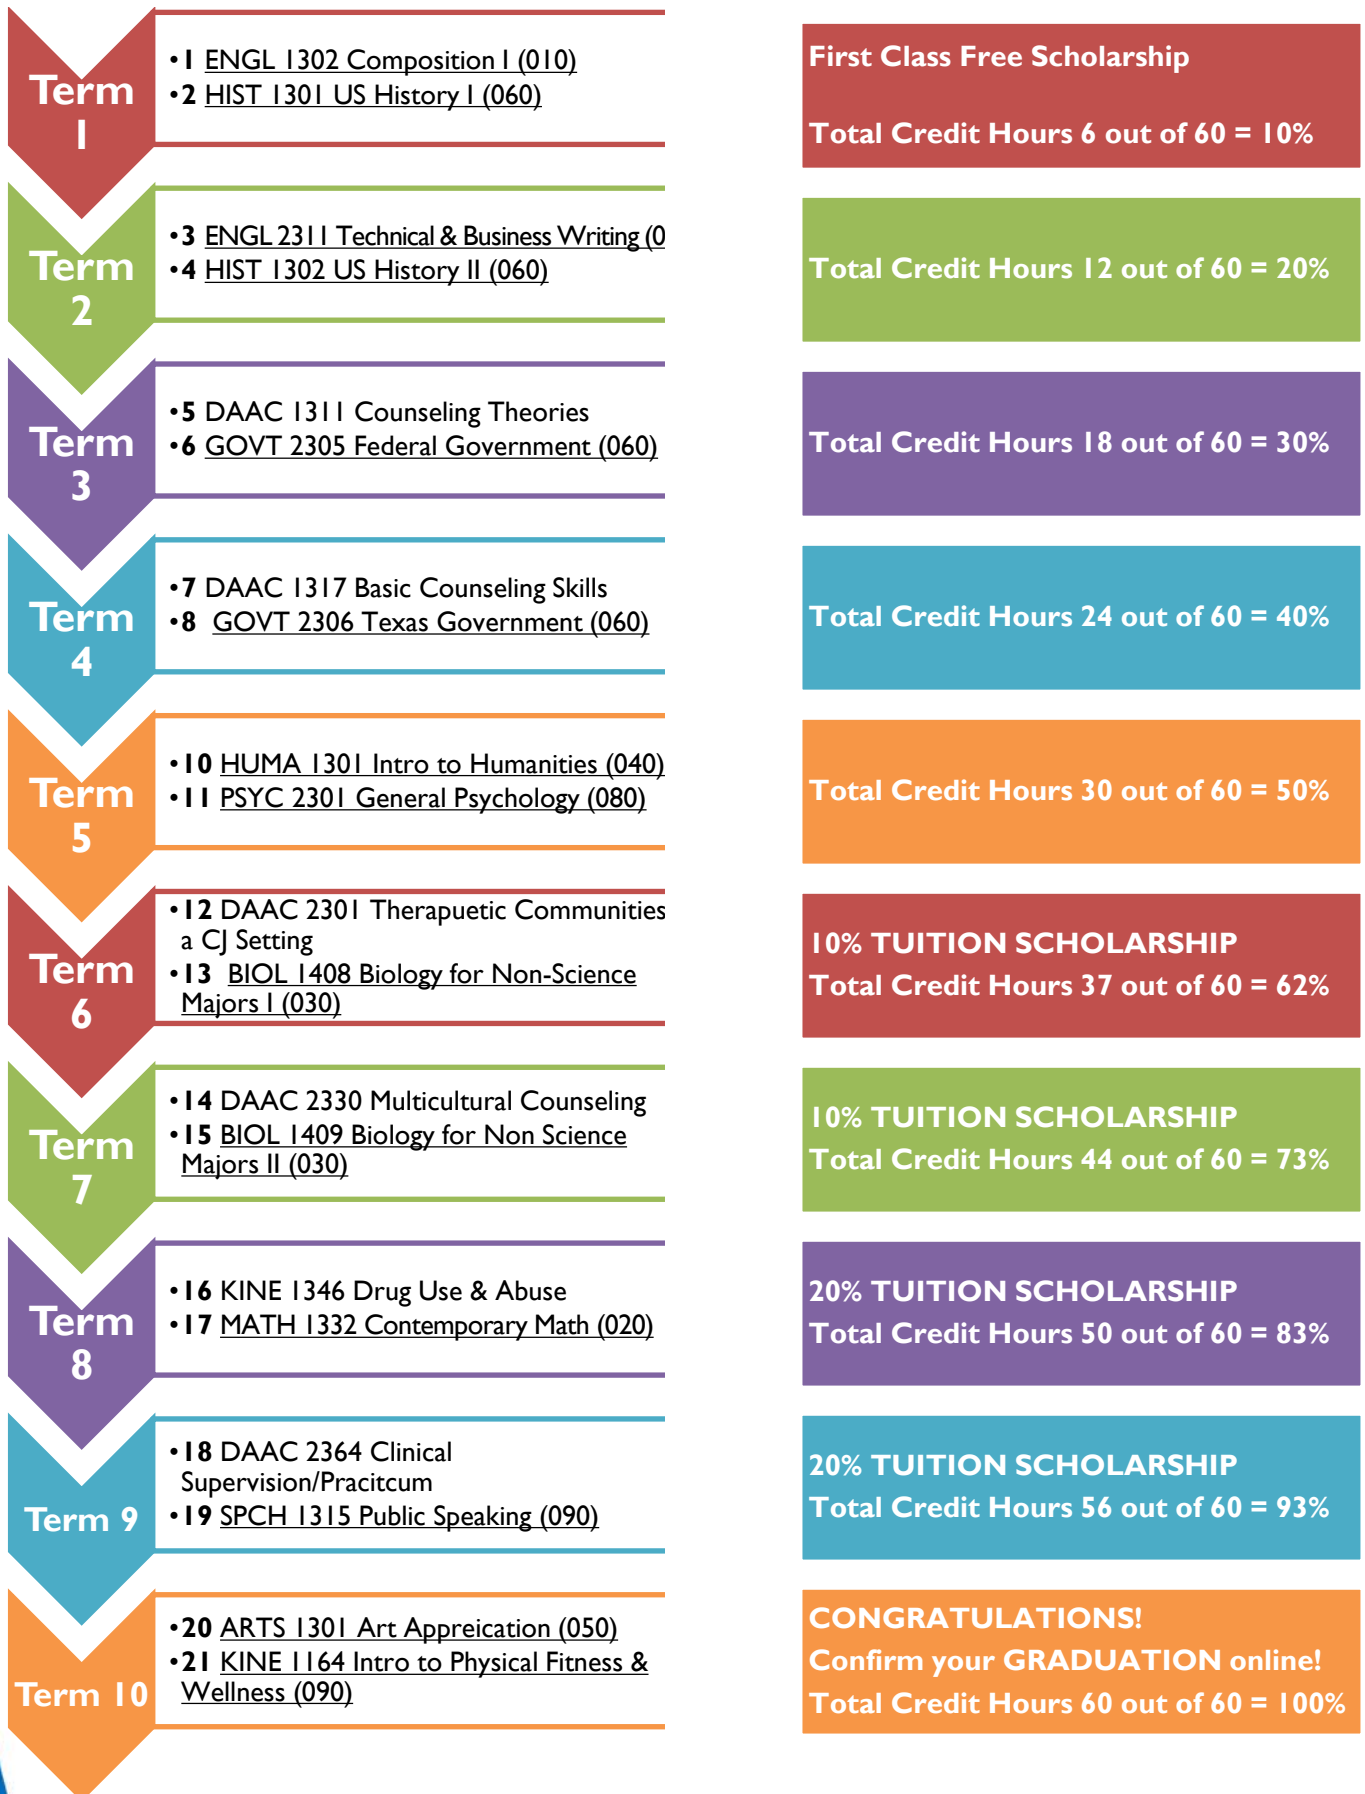 Term
1
•1 ENGL 1302 Composition I (010)
•2 HIST 1301 US History I (060)
First Class Free Scholarship
Total Credit Hours 6 out of 60 = 10%
Term
2
•3 ENGL 2311 Technical & Business Writing (0
•4 HIST 1302 US History II (060)
Total Credit Hours 12 out of 60 = 20%
Term
3
•5 DAAC 1311 Counseling Theories
•6 GOVT 2305 Federal Government (060)
Total Credit Hours 18 out of 60 = 30%
Term
4
•7 DAAC 1317 Basic Counseling Skills
•8 GOVT 2306 Texas Government (060)
Total Credit Hours 24 out of 60 = 40%
Term
5
•10 HUMA 1301 Intro to Humanities (040)
•11 PSYC 2301 General Psychology (080)
Total Credit Hours 30 out of 60 = 50%
Term
6
•12 DAAC 2301 Therapuetic Communities
a CJ Setting
•13 BIOL 1408 Biology for Non-Science
Majors I (030)
10% TUITION SCHOLARSHIP
Total Credit Hours 37 out of 60 = 62%
Term
7
•14 DAAC 2330 Multicultural Counseling
•15 BIOL 1409 Biology for Non Science
Majors II (030)
10% TUITION SCHOLARSHIP
Total Credit Hours 44 out of 60 = 73%
Term
8
•16 KINE 1346 Drug Use & Abuse
•17 MATH 1332 Contemporary Math (020)
20% TUITION SCHOLARSHIP
Total Credit Hours 50 out of 60 = 83%
Term 9
•18 DAAC 2364 Clinical
Supervision/Pracitcum
•19 SPCH 1315 Public Speaking (090)
20% TUITION SCHOLARSHIP
Total Credit Hours 56 out of 60 = 93%
Term 10
•20 ARTS 1301 Art Appreication (050)
•21 KINE 1164 Intro to Physical Fitness &
Wellness (090)
CONGRATULATIONS!
Confirm your GRADUATION online!
Total Credit Hours 60 out of 60 = 100%